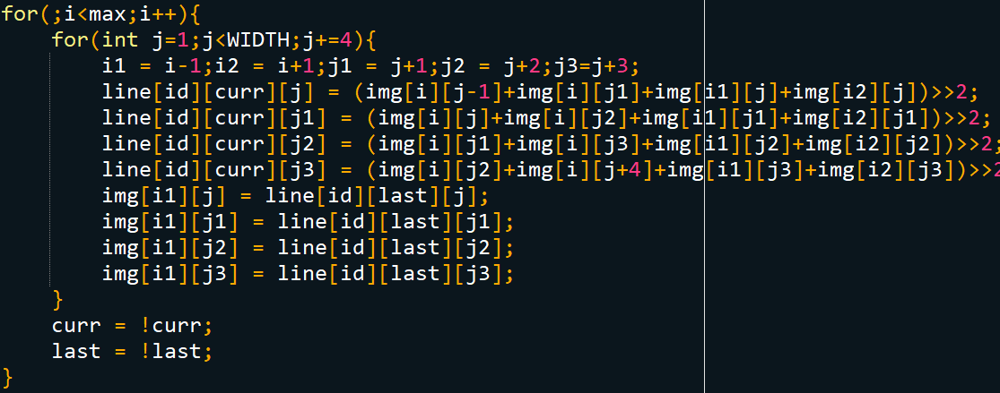 for(;i<max;i++){
    for(int j=1;j<WIDTH;j+=4){
        i1 = i-1;i2 = i+1;j1 = j+1;j2 = j+2;j3=j+3;
        line[id][curr][j] = (img[i][j-1]+img[i][j1]+img[i1][j]+img[i2][j])>>2;
        line[id][curr][j1] = (img[i][j]+img[i][j2]+img[i1][j1]+img[i2][j1])>>2;
        line[id][curr][j2] = (img[i][j1]+img[i][j3]+img[i1][j2]+img[i2][j2])>>2;
        line[id][curr][j3] = (img[i][j2]+img[i][j+4]+img[i1][j3]+img[i2][j3])>>2
        img[i1][j] = line[id][last][j];
        img[i1][j1] = line[id][last][j1];
        img[i1][j2] = line[id][last][j2];
        img[i1][j3] = line[id][last][j3];
    }
    curr = !curr;
    last = !last;
}